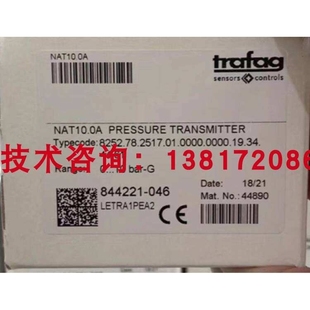 NAT10.0A
trafag
sensors controls
NAT10.0A PRESSURE TRANSMITTER
Typecode: 8252.78.2517.01.0000.0000.19.34.
技术咨询：138172086
bar-G
844221-046
LETRA1PEA2
CE
Date: 18/21
Mat. No.: 44890